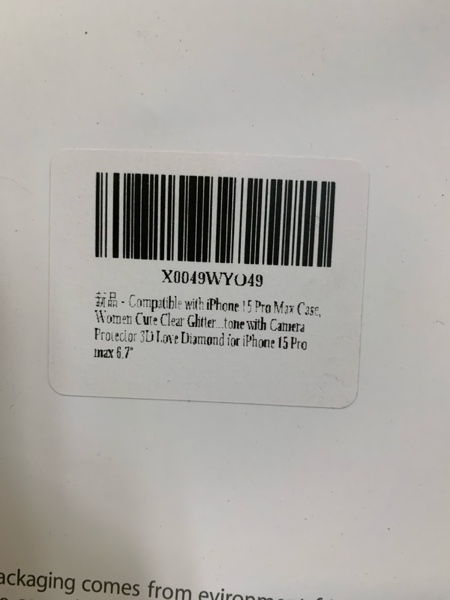 X0049WYO49
新品 - Compatible with iPhone 15 Pro Max Case,
Women Cute Clear Glitter...tone with Camera
Protector 3D Love Diamond for iPhone 15 Pro
max 6.7"
ackaging comes from evironment f